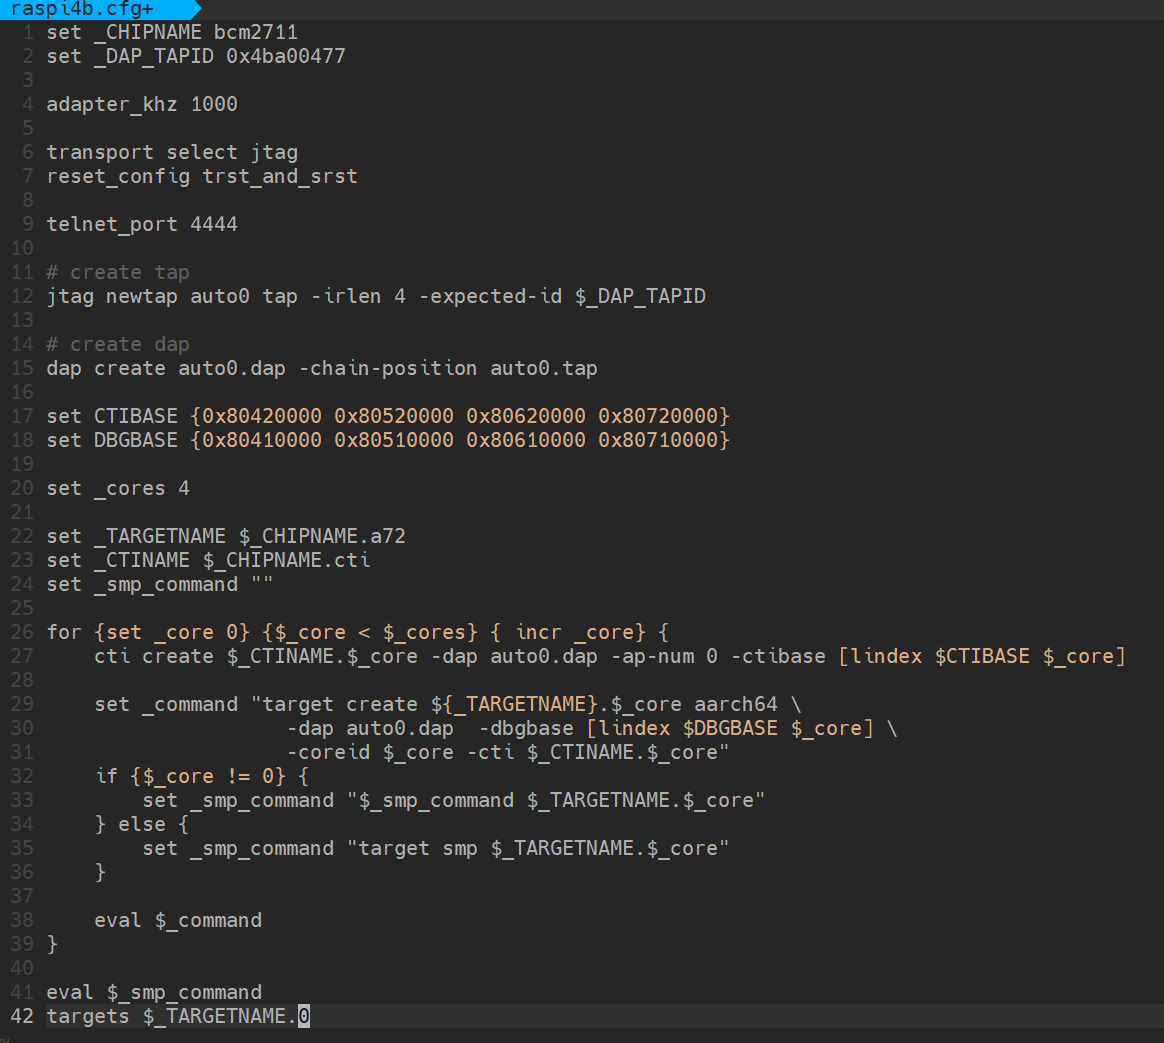 raspi4b.cfg+
1 set _CHIPNAME bcm2711
2 set _DAP_TAPID 0x4ba00477
3
4 adapter_khz 1000
5
6 transport select jtag
7 reset_config trst_and_srst
8
9 telnet_port 4444
10
11 # create tap
12 jtag newtap auto0 tap -irlen 4 -expected-id $_DAP_TAPID
13
14 # create dap
15 dap create auto0.dap -chain-position auto0.tap
16
17 set CTIBASE {0x80420000 0x80520000 0x80620000 0x80720000}
18 set DBGBASE {0x80410000 0x80510000 0x80610000 0x80710000}
19
20 set _cores 4
21
22 set _TARGETNAME $_CHIPNAME.a72
23 set _CTINAME $_CHIPNAME.cti
24 set _smp_command ""
25
26 for {set _core 0} {$_core < $_cores} { incr _core} {
27     cti create $_CTINAME.$_core -dap auto0.dap -ap-num 0 -ctibase [lindex $CTIBASE $_core]
28
29     set _command "target create ${_TARGETNAME}.$_core aarch64 \
30                     -dap auto0.dap  -dbgbase [lindex $DBGBASE $_core] \
31                     -coreid $_core -cti $_CTINAME.$_core"
32     if {$_core != 0} {
33         set _smp_command "$_smp_command $_TARGETNAME.$_core"
34     } else {
35         set _smp_command "target smp $_TARGETNAME.$_core"
36     }
37
38     eval $_command
39 }
40
41 eval $_smp_command
42 targets $_TARGETNAME.0
~